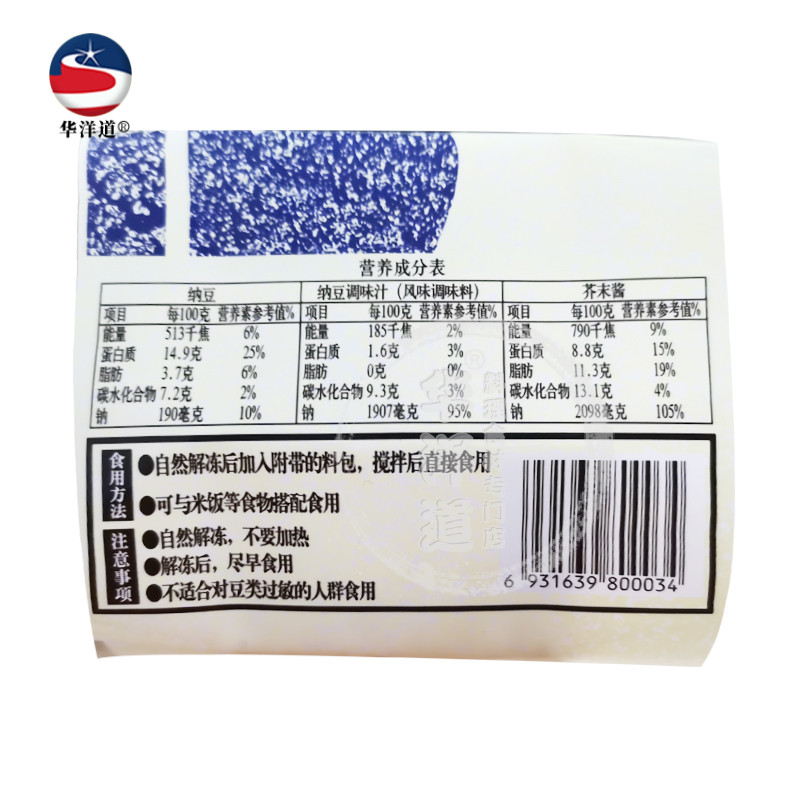 华洋道®
营养成分表
纳豆 纳豆调味汁（风味调味料） 芥末酱
项目 每100克 营养素参考值% 项目 每100克 营养素参考值% 项目 每100克 营养素参考值%
能量 513千焦 6% 能量 185千焦 2% 能量 790千焦 9%
蛋白质 14.9克 25% 蛋白质 1.6克 3% 蛋白质 8.8克 15%
脂肪 3.7克 6% 脂肪 0克 0% 脂肪 11.3克 19%
碳水化合物 7.2克 2% 碳水化合物 9.3克 3% 碳水化合物 13.1克 4%
钠 190毫克 10% 钠 1907毫克 95% 钠 2098毫克 105%
食用方法
●自然解冻后加入附带的料包，搅拌后直接食用
●可与米饭等食物搭配食用
注意事项
●自然解冻，不要加热
●解冻后，尽早食用
●不适合对豆类过敏的人群食用
6 931639 800034
华洋道
®